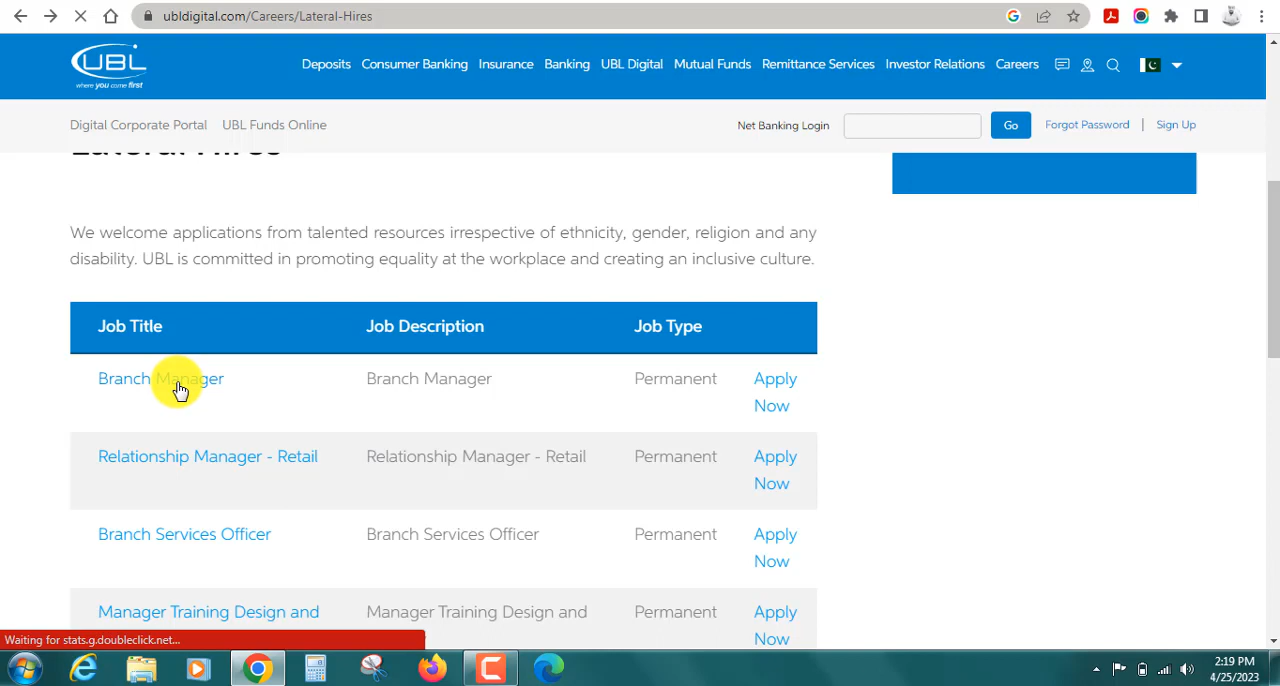 ubldigital.com/Careers/Lateral-Hires
UBL
where you come first
Deposits Consumer Banking Insurance Banking UBL Digital Mutual Funds Remittance Services Investor Relations Careers
Digital Corporate Portal UBL Funds Online Net Banking Login Go Forgot Password | Sign Up
Lateral Hires
We welcome applications from talented resources irrespective of ethnicity, gender, religion and any
disability. UBL is committed in promoting equality at the workplace and creating an inclusive culture.
Job Title Job Description Job Type
Branch Manager Branch Manager Permanent Apply
Now
Relationship Manager - Retail Relationship Manager - Retail Permanent Apply
Now
Branch Services Officer Branch Services Officer Permanent Apply
Now
Manager Training Design and Manager Training Design and Permanent Apply
Now
Waiting for stats.g.doubleclick.net...
2:19 PM
4/25/2023